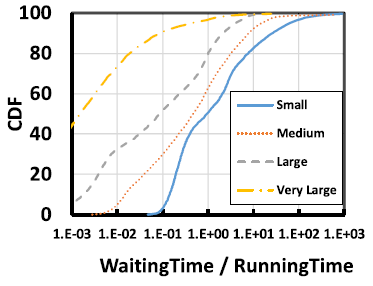 100
80
60
40
20
0
CDF
Small
Medium
Large
Very Large
1.E-03 1.E-02 1.E-01 1.E+00 1.E+01 1.E+02 1.E+03
WaitingTime / RunningTime